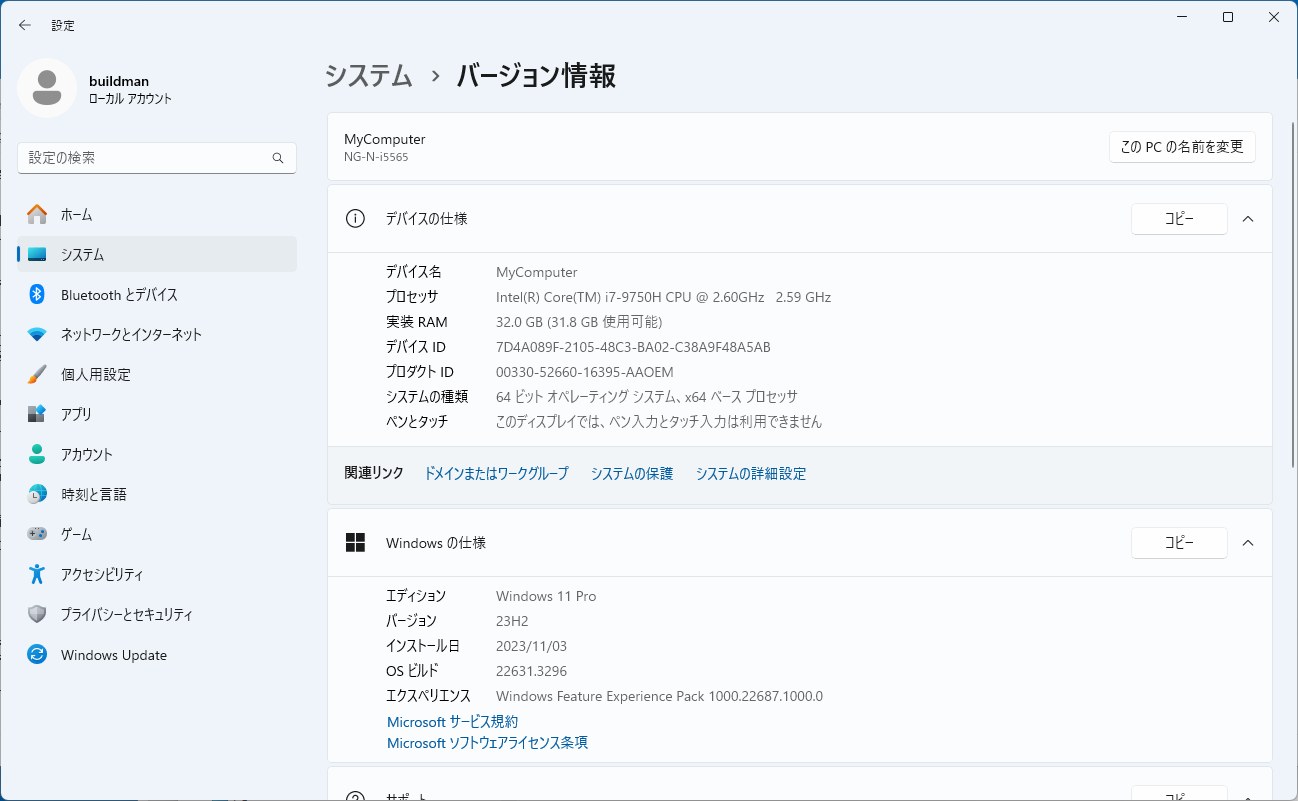 設定
buildman
ローカル アカウント
設定の検索
ホーム
システム
Bluetooth とデバイス
ネットワークとインターネット
個人用設定
アプリ
アカウント
時刻と言語
ゲーム
アクセシビリティ
プライバシーとセキュリティ
Windows Update
システム › バージョン情報
MyComputer
NG-N-i5565
この PC の名前を変更
デバイスの仕様
コピー
デバイス名 MyComputer
プロセッサ Intel(R) Core(TM) i7-9750H CPU @ 2.60GHz 2.59 GHz
実装 RAM 32.0 GB (31.8 GB 使用可能)
デバイス ID 7D4A089F-2105-48C3-BA02-C38A9F48A5AB
プロダクト ID 00330-52660-16395-AAOEM
システムの種類 64 ビット オペレーティング システム、x64 ベース プロセッサ
ペンとタッチ このディスプレイでは、ペン入力とタッチ入力は利用できません
関連リンク ドメインまたはワークグループ システムの保護 システムの詳細設定
Windows の仕様
コピー
エディション Windows 11 Pro
バージョン 23H2
インストール日 2023/11/03
OS ビルド 22631.3296
エクスペリエンス Windows Feature Experience Pack 1000.22687.1000.0
Microsoft サービス規約
Microsoft ソフトウェアライセンス条項
サポート
コピー